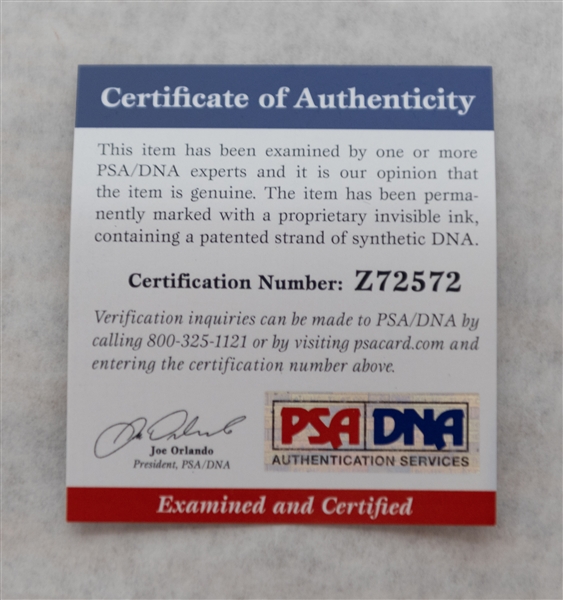 Certificate of Authenticity
This item has been examined by one or more
PSA/DNA experts and it is our opinion that
the item is genuine. The item has been perma-
nently marked with a proprietary invisible ink,
containing a patented strand of synthetic DNA.
Certification Number: Z72572
Verification inquiries can be made to PSA/DNA by
calling 800-325-1121 or by visiting psacard.com and
entering the certification number above.
Joe Orlando
Joe Orlando
President, PSA/DNA
PSA DNA
AUTHENTICATION SERVICES
Examined and Certified